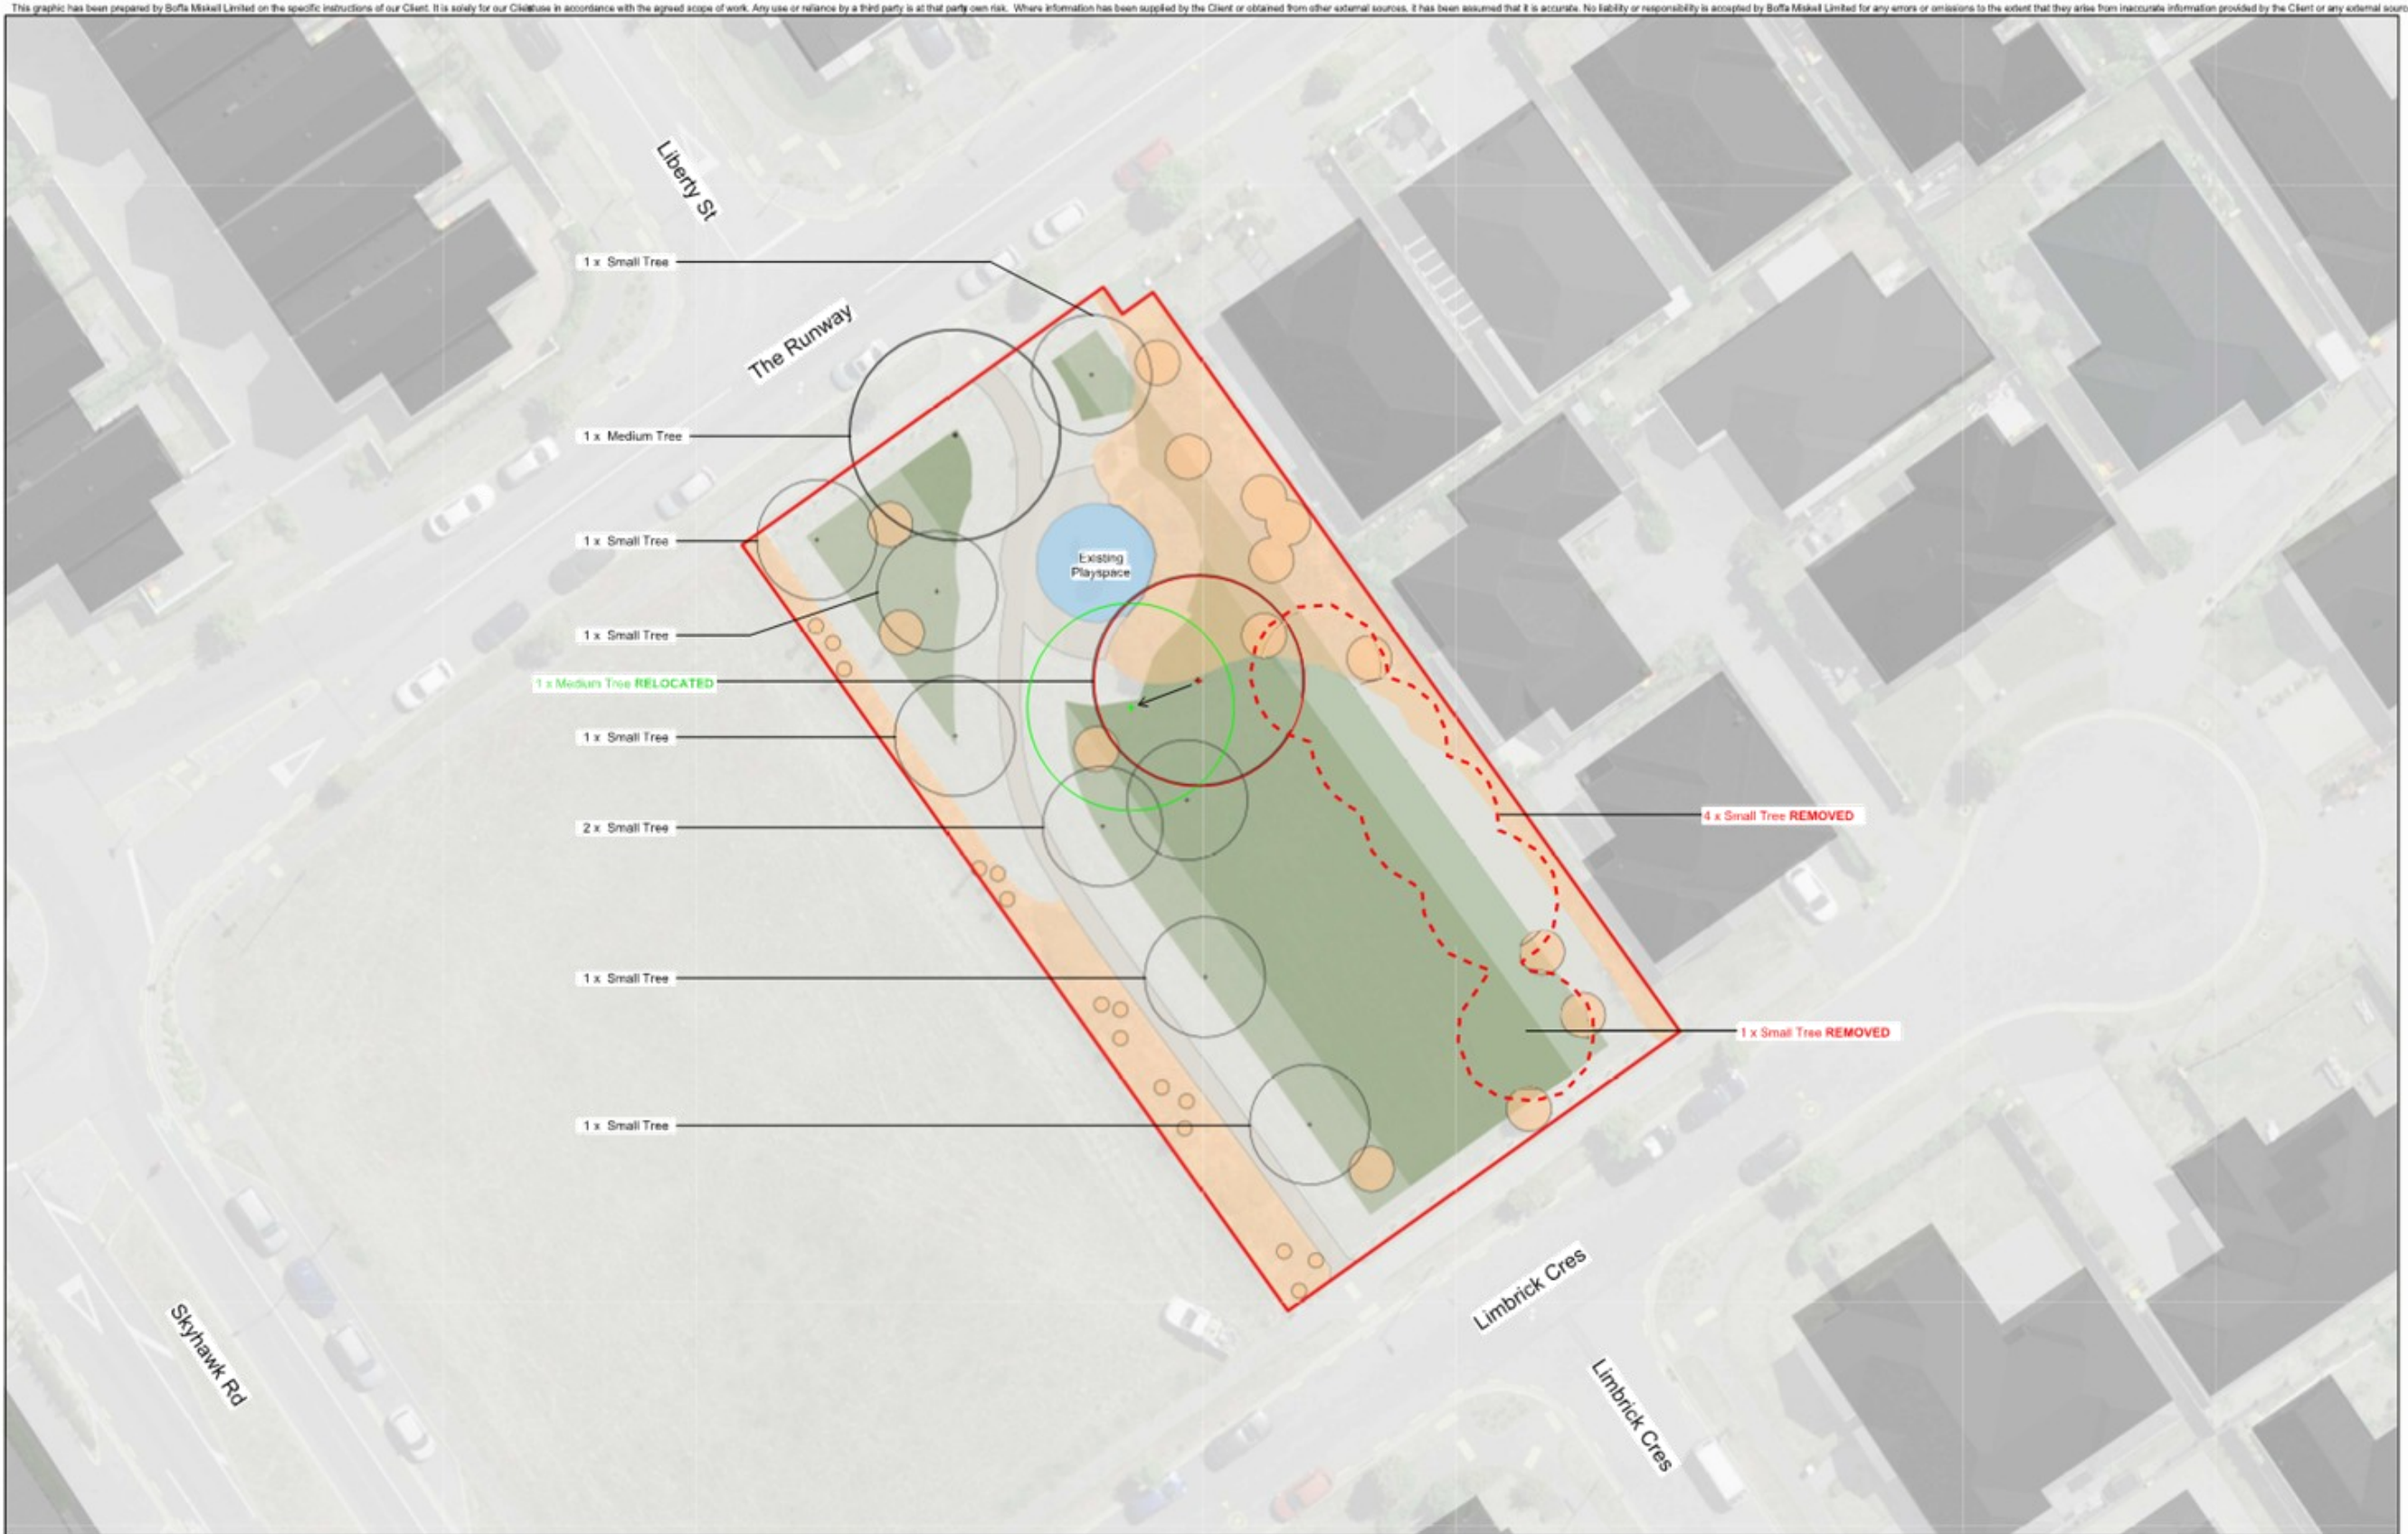 This graphic has been prepared by Boffa Miskell Limited on the specific instructions of our Client. It is solely for our Client's use in accordance with the agreed scope of work. Any use or reliance by a third party is at that party's own risk. Where information has been supplied by the Client or obtained from other external sources, it has been assumed that it is accurate. No liability or responsibility is accepted by Boffa Miskell Limited for any errors or omissions to the extent that they arise from inaccurate information provided by the Client or any external sourc
Liberty St
1 x Small Tree
The Runway
1 x Medium Tree
1 x Small Tree
Existing
Playspace
1 x Small Tree
1 x Medium Tree RELOCATED
1 x Small Tree
4 x Small Tree REMOVED
2 x Small Tree
1 x Small Tree
1 x Small Tree REMOVED
1 x Small Tree
Limbrick Cres
Skyhawk Rd
Limbrick Cres